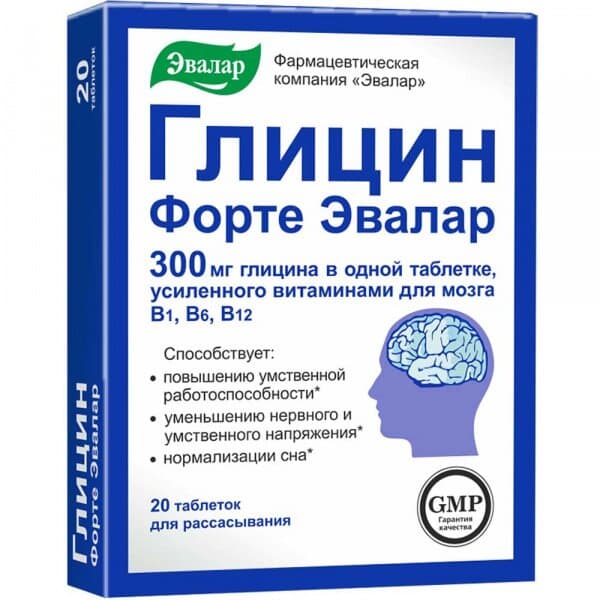 20
таблеток
Эвалар
Фармацевтическая
компания «Эвалар»
Глицин
Форте Эвалар
300 мг глицина в одной таблетке,
усиленного витаминами для мозга
B1, B6, B12
Способствует:
• повышению умственной
работоспособности*
• уменьшению нервного и
умственного напряжения*
• нормализации сна*
20 таблеток
для рассасывания
GMP
Гарантия
качества
Глицин
Форте Эвалар